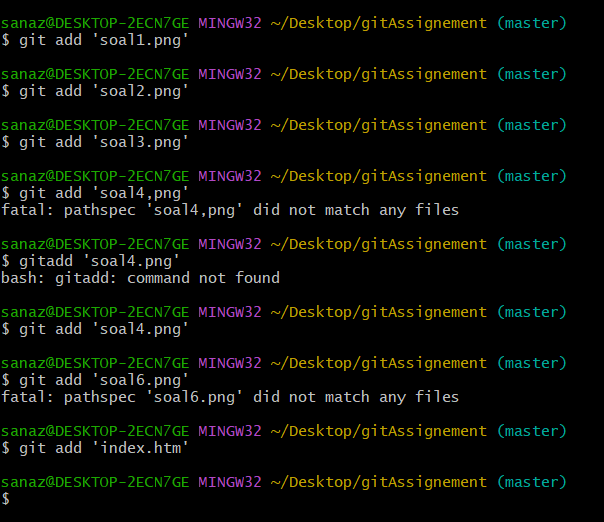 sanaz@DESKTOP-2ECN7GE MINGW32 ~/Desktop/gitAssignement (master)
$ git add 'soal1.png'
sanaz@DESKTOP-2ECN7GE MINGW32 ~/Desktop/gitAssignement (master)
$ git add 'soal2.png'
sanaz@DESKTOP-2ECN7GE MINGW32 ~/Desktop/gitAssignement (master)
$ git add 'soal3.png'
sanaz@DESKTOP-2ECN7GE MINGW32 ~/Desktop/gitAssignement (master)
$ git add 'soal4,png'
fatal: pathspec 'soal4,png' did not match any files
sanaz@DESKTOP-2ECN7GE MINGW32 ~/Desktop/gitAssignement (master)
$ gitadd 'soal4.png'
bash: gitadd: command not found
sanaz@DESKTOP-2ECN7GE MINGW32 ~/Desktop/gitAssignement (master)
$ git add 'soal4.png'
sanaz@DESKTOP-2ECN7GE MINGW32 ~/Desktop/gitAssignement (master)
$ git add 'soal6.png'
fatal: pathspec 'soal6.png' did not match any files
sanaz@DESKTOP-2ECN7GE MINGW32 ~/Desktop/gitAssignement (master)
$ git add 'index.htm'
sanaz@DESKTOP-2ECN7GE MINGW32 ~/Desktop/gitAssignement (master)
$